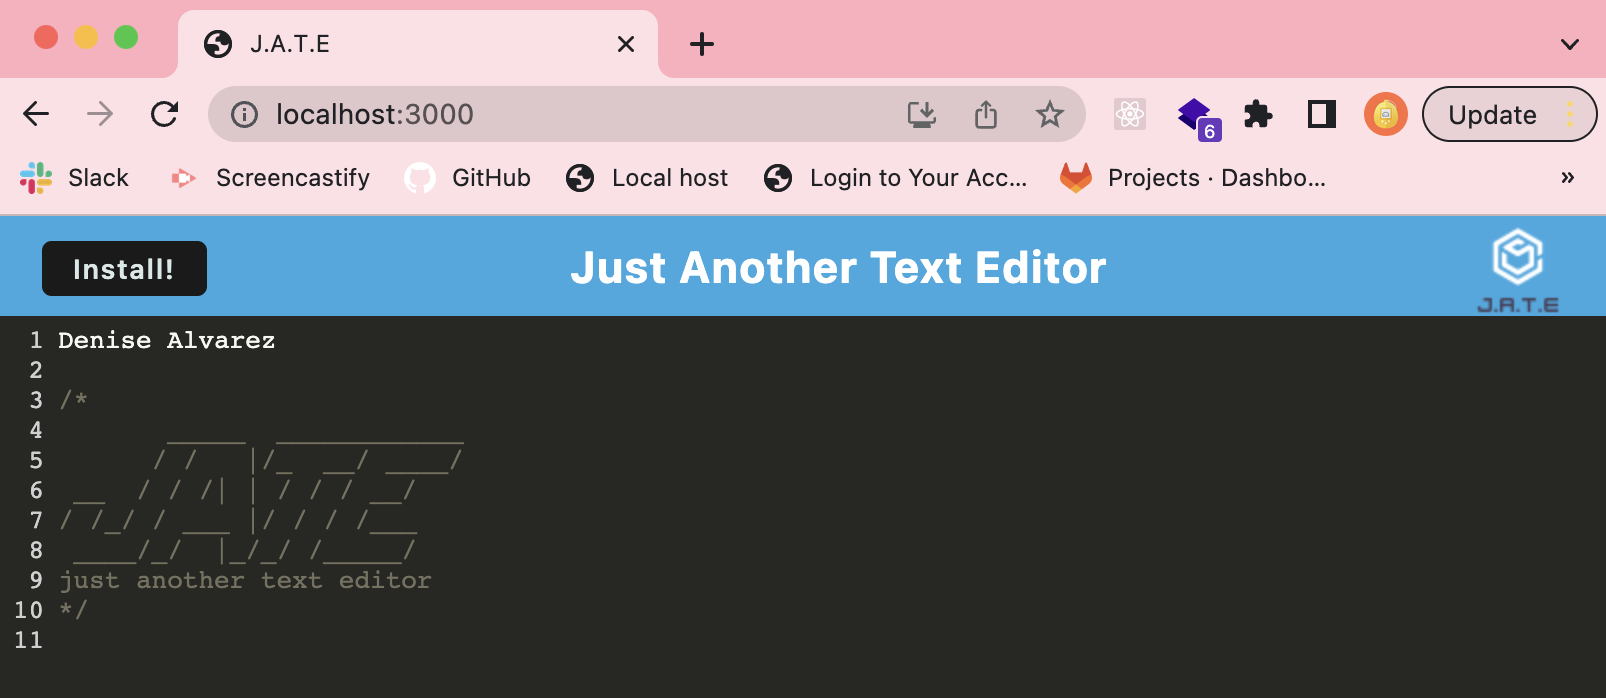 J.A.T.E
localhost:3000
6
Update
Slack
Screencastify
GitHub
Local host
Login to Your Acc...
Projects · Dashbo...
»
Install!
Just Another Text Editor
J.A.T.E
1 Denise Alvarez
2
3 /*
4        _____  ____________
5       / /   |/_  __/ ____/
6  __  / / /| | / / / __/
7 / /_/ / ___ |/ / / /___
8  ____/_/  |_/_/ /_____/
9 just another text editor
10 */
11